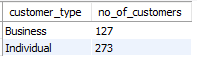 customer_type no_of_customers
Business 127
Individual 273